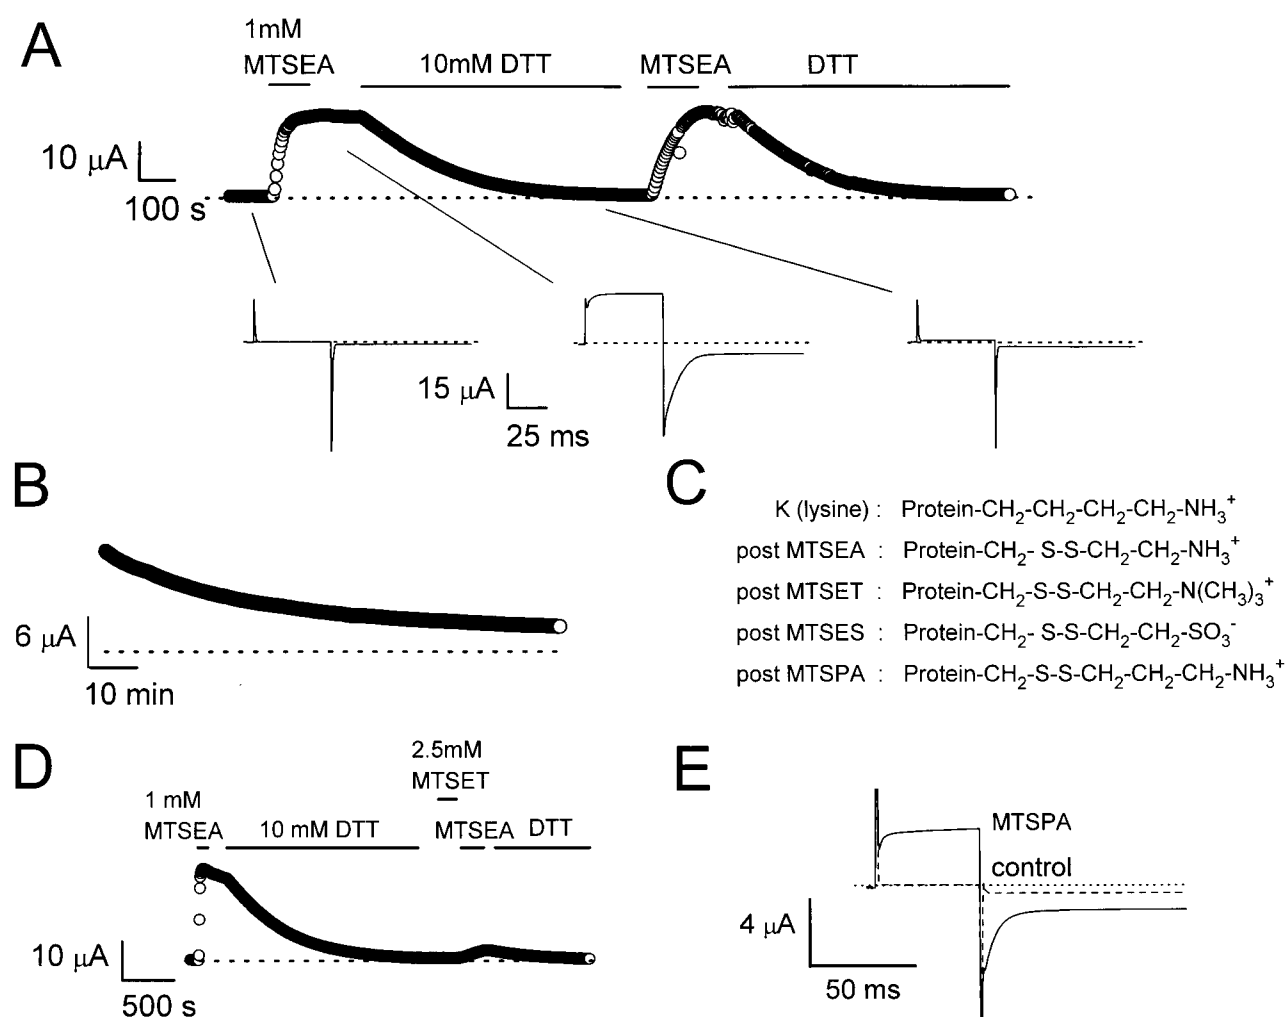 A
1mM
MTSEA
10mM DTT
MTSEA
DTT
10 μA
100 s
15 μA
25 ms
B
6 μA
10 min
C
K (lysine) : Protein-CH₂-CH₂-CH₂-CH₂-NH₃⁺
post MTSEA : Protein-CH₂- S-S-CH₂-CH₂-NH₃⁺
post MTSET : Protein-CH₂-S-S-CH₂-CH₂-N(CH₃)₃⁺
post MTSES : Protein-CH₂- S-S-CH₂-CH₂-SO₃⁻
post MTSPA : Protein-CH₂-S-S-CH₂-CH₂-CH₂-NH₃⁺
D
2.5mM
MTSET
1 mM
MTSEA
10 mM DTT
MTSEA
DTT
10 μA
500 s
E
MTSPA
control
4 μA
50 ms